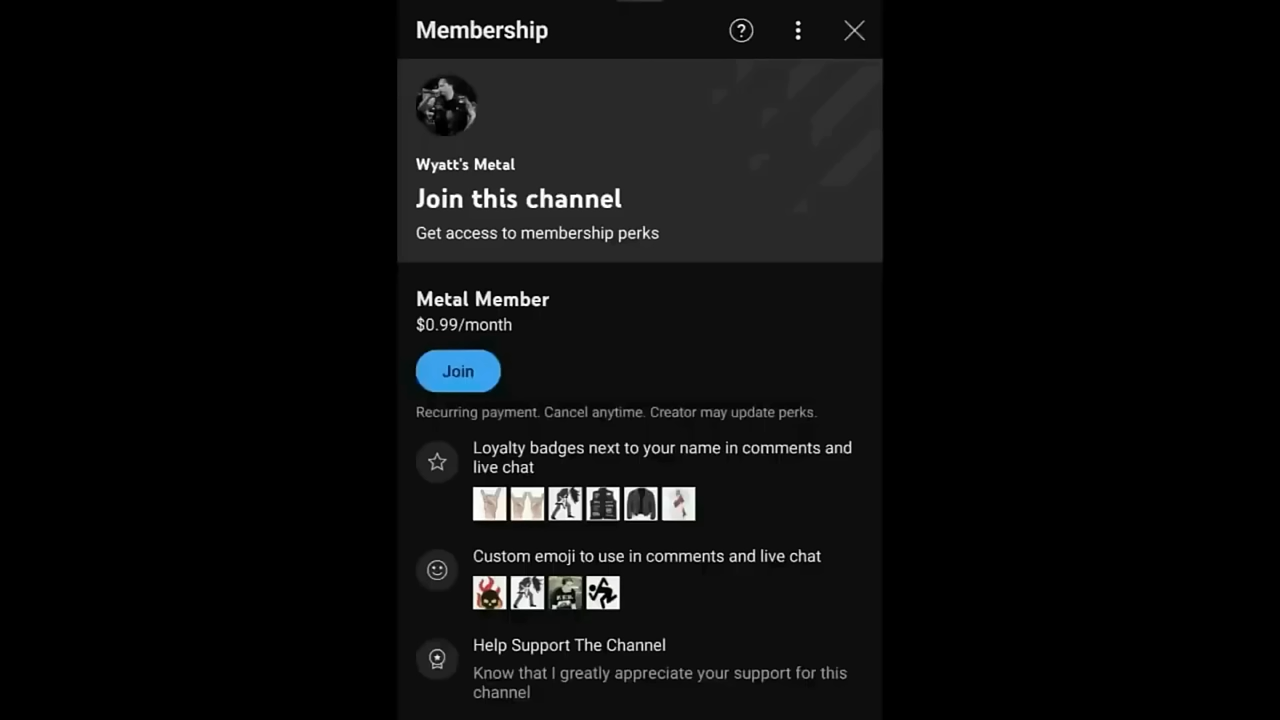 Membership
Wyatt's Metal
Join this channel
Get access to membership perks
Metal Member
$0.99/month
Join
Recurring payment. Cancel anytime. Creator may update perks.
Loyalty badges next to your name in comments and
live chat
Custom emoji to use in comments and live chat
Help Support The Channel
Know that I greatly appreciate your support for this
channel